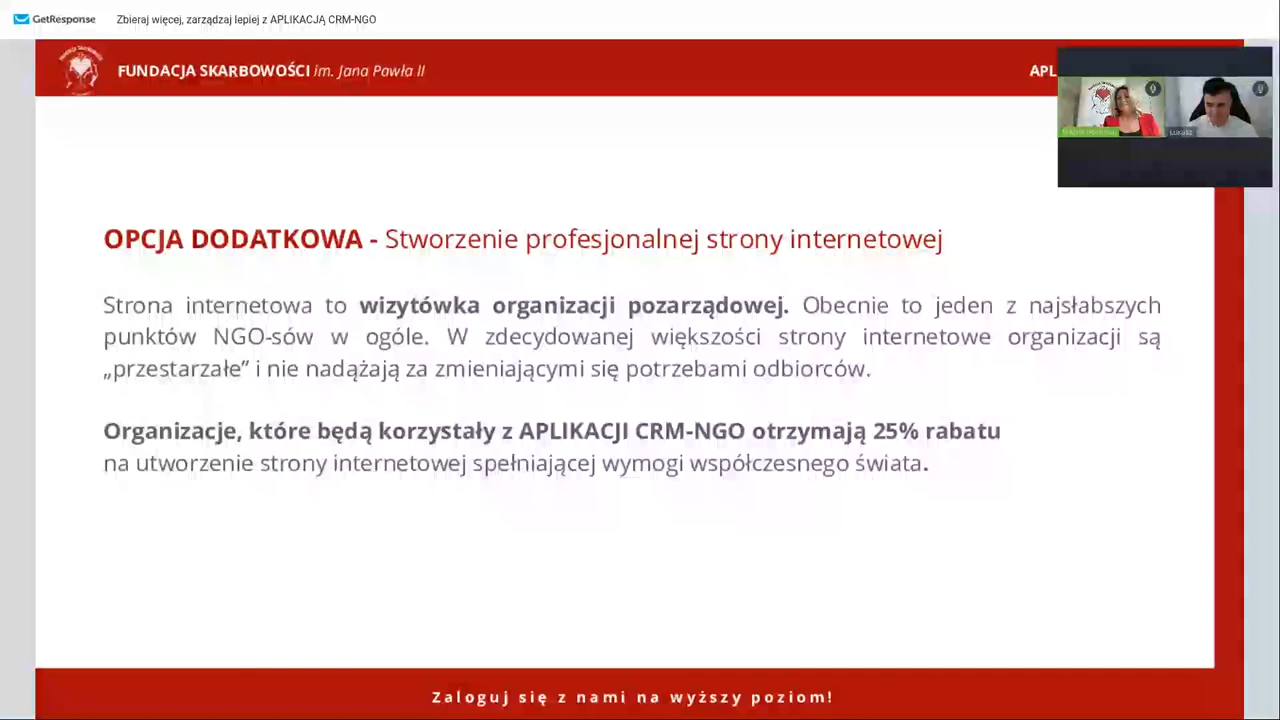 GetResponse Zbieraj więcej, zarządzaj lepiej z APLIKACJĄ CRM-NGO
FUNDACJA SKARBOWOŚCI im. Jana Pawła II
APL
Łukasz
OPCJA DODATKOWA - Stworzenie profesjonalnej strony internetowej
Strona internetowa to wizytówka organizacji pozarządowej. Obecnie to jeden z najsłabszych
punktów NGO-sów w ogóle. W zdecydowanej większości strony internetowe organizacji są
„przestarzałe” i nie nadążają za zmieniającymi się potrzebami odbiorców.
Organizacje, które będą korzystały z APLIKACJI CRM-NGO otrzymają 25% rabatu
na utworzenie strony internetowej spełniającej wymogi współczesnego świata.
Zaloguj się z nami na wyższy poziom!